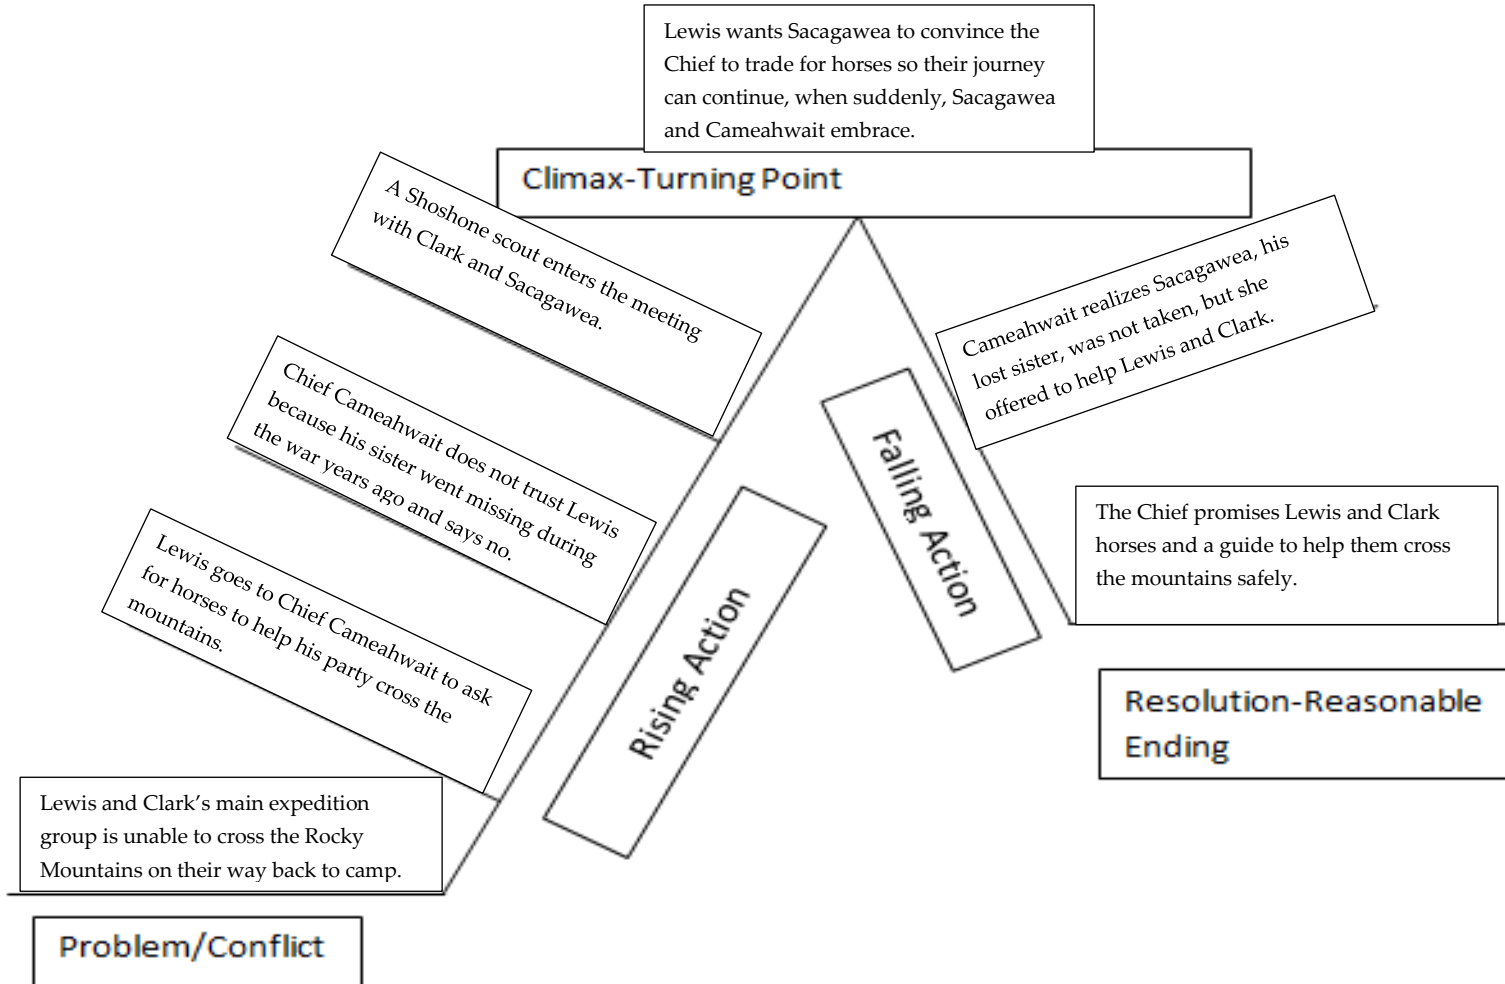 Lewis wants Sacagawea to convince the
Chief to trade for horses so their journey
can continue, when suddenly, Sacagawea
and Cameahwait embrace.
Climax-Turning Point
A Shoshone scout enters the meeting
with Clark and Sacagawea.
Cameahwait realizes Sacagawea, his
lost sister, was not taken, but she
offered to help Lewis and Clark.
Chief Cameahwait does not trust Lewis
because his sister went missing during
the war years ago and says no.
Falling Action
The Chief promises Lewis and Clark
horses and a guide to help them cross
the mountains safely.
Lewis goes to Chief Cameahwait to ask
for horses to help his party cross the
mountains.
Rising Action
Resolution-Reasonable
Ending
Lewis and Clark’s main expedition
group is unable to cross the Rocky
Mountains on their way back to camp.
Problem/Conflict